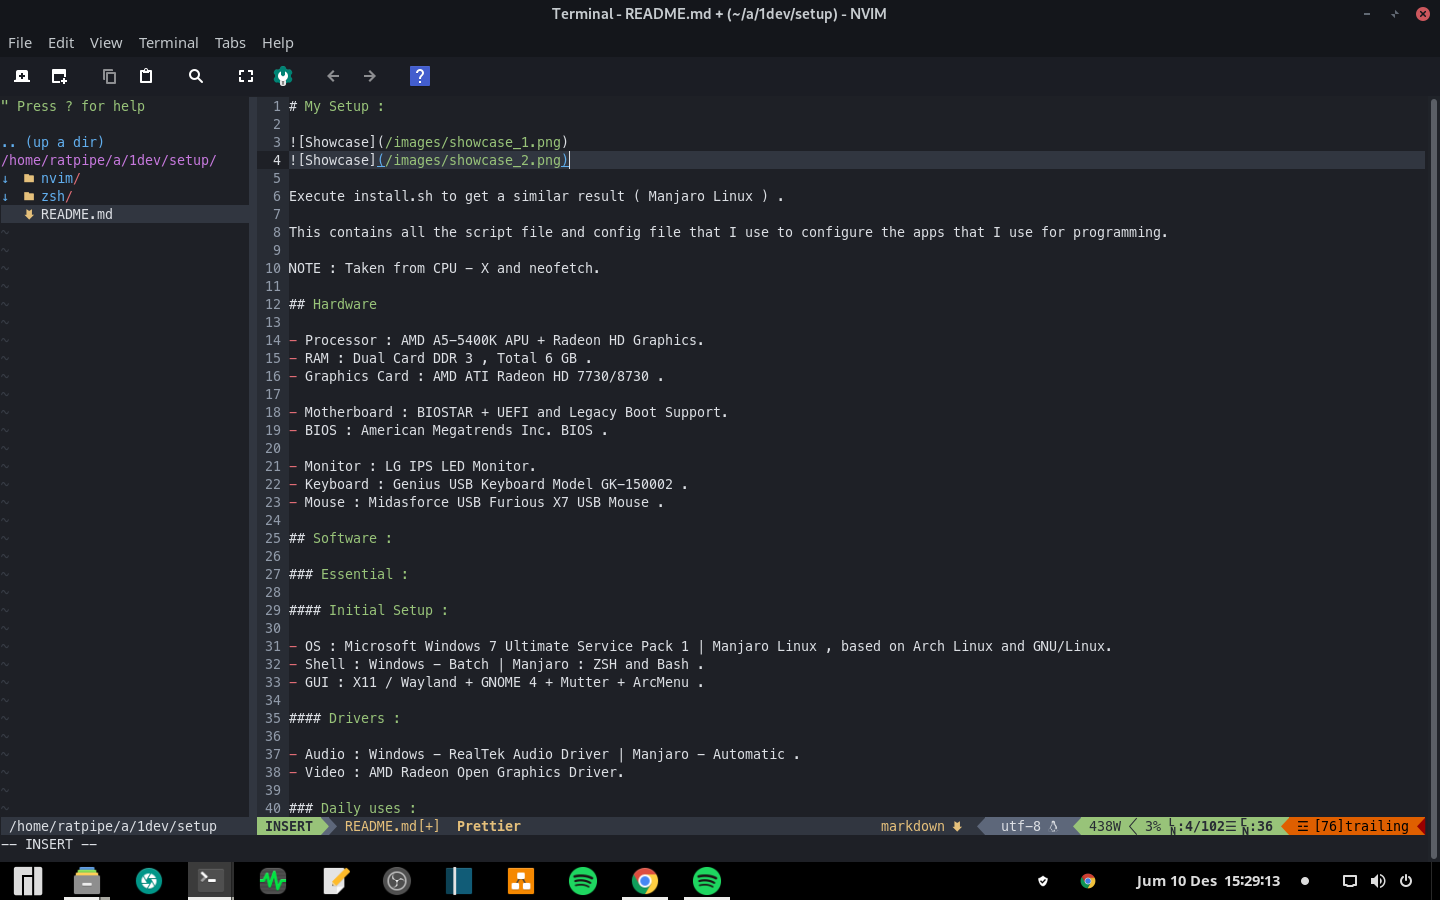 Terminal - README.md + (~/a/1dev/setup) - NVIM
File Edit View Terminal Tabs Help
" Press ? for help
.. (up a dir)
/home/ratpipe/a/1dev/setup/
nvim/
zsh/
README.md
1 # My Setup :
2
3 ![Showcase](/images/showcase_1.png)
4 ![Showcase](/images/showcase_2.png)
5
6 Execute install.sh to get a similar result ( Manjaro Linux ) .
7
8 This contains all the script file and config file that I use to configure the apps that I use for programming.
9
10 NOTE : Taken from CPU - X and neofetch.
11
12 ## Hardware
13
14 - Processor : AMD A5-5400K APU + Radeon HD Graphics.
15 - RAM : Dual Card DDR 3 , Total 6 GB .
16 - Graphics Card : AMD ATI Radeon HD 7730/8730 .
17
18 - Motherboard : BIOSTAR + UEFI and Legacy Boot Support.
19 - BIOS : American Megatrends Inc. BIOS .
20
21 - Monitor : LG IPS LED Monitor.
22 - Keyboard : Genius USB Keyboard Model GK-150002 .
23 - Mouse : Midasforce USB Furious X7 USB Mouse .
24
25 ## Software :
26
27 ### Essential :
28
29 #### Initial Setup :
30
31 - OS : Microsoft Windows 7 Ultimate Service Pack 1 | Manjaro Linux , based on Arch Linux and GNU/Linux.
32 - Shell : Windows - Batch | Manjaro : ZSH and Bash .
33 - GUI : X11 / Wayland + GNOME 4 + Mutter + ArcMenu .
34
35 #### Drivers :
36
37 - Audio : Windows - RealTek Audio Driver | Manjaro - Automatic .
38 - Video : AMD Radeon Open Graphics Driver.
39
40 ### Daily uses :
/home/ratpipe/a/1dev/setup INSERT README.md[+] Prettier markdown utf-8 438W 3% LN:4/102☰ :36 [76]trailing
-- INSERT --
Jum 10 Des 15:29:13